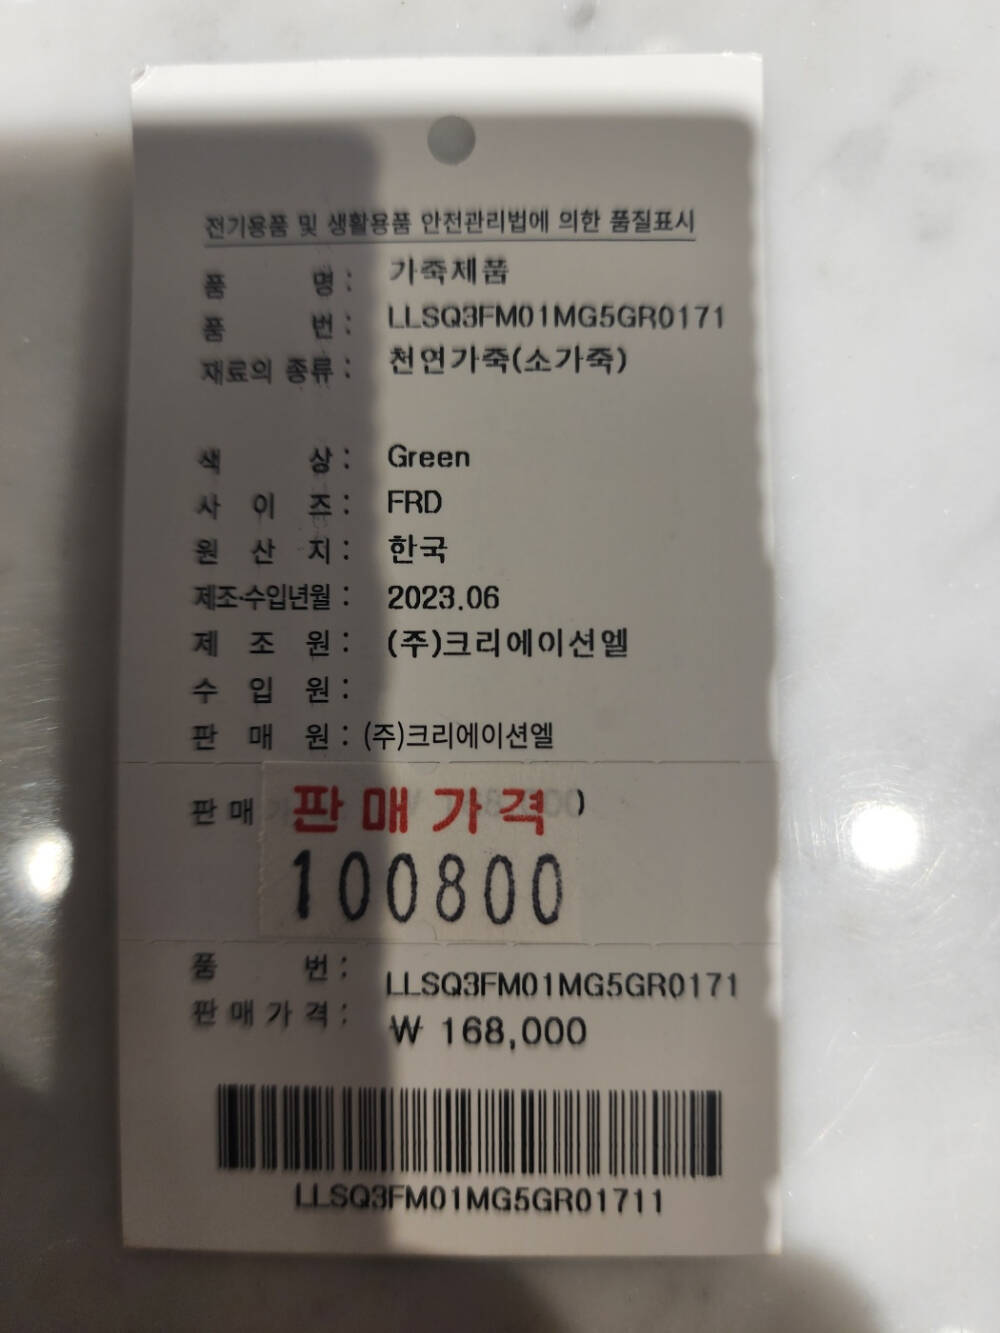 전기용품 및 생활용품 안전관리법에 의한 품질표시
품 명 : 가죽제품
품 번 : LLSQ3FM01MG5GR0171
재료의 종류 : 천연가죽(소가죽)
색 상 : Green
사 이 즈 : FRD
원 산 지 : 한국
제조·수입년월 : 2023.06
제 조 원 : (주)크리에이션엘
수 입 원 :
판 매 원 : (주)크리에이션엘
판 매 판매가격 )
100800
품 번 : LLSQ3FM01MG5GR0171
판 매 가 격 : ₩ 168,000
LLSQ3FM01MG5GR01711